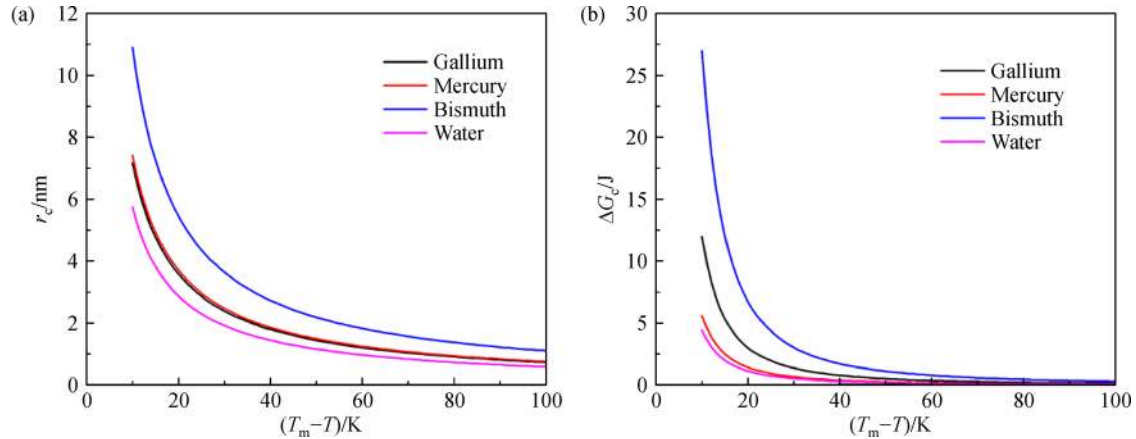 (a)
12
10
8
6
4
2
0
r_c/nm
Gallium
Mercury
Bismuth
Water
0 20 40 60 80 100
(T_m−T)/K
(b)
30
25
20
15
10
5
0
ΔG_c/J
Gallium
Mercury
Bismuth
Water
0 20 40 60 80 100
(T_m−T)/K